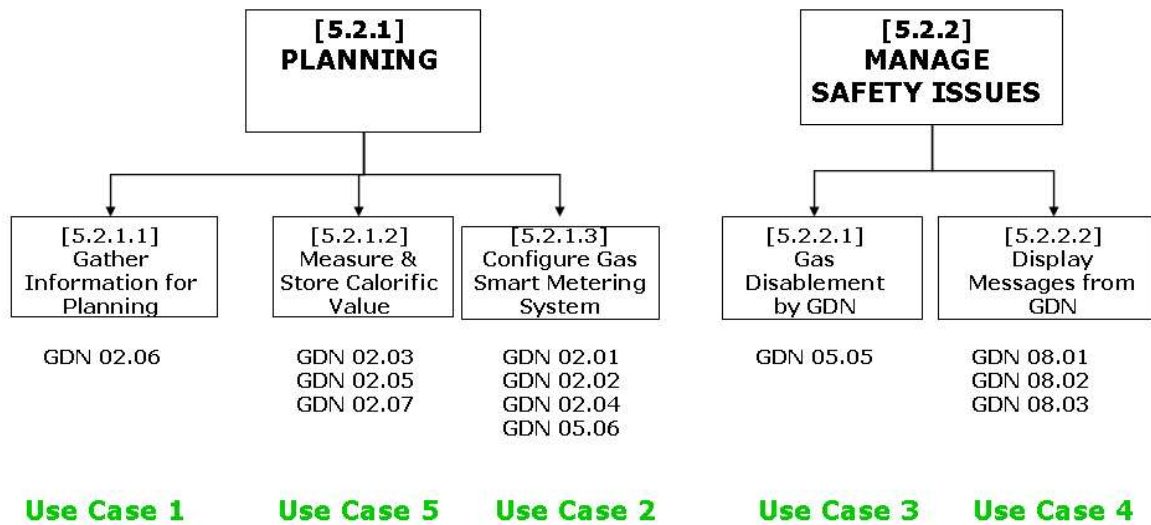 [5.2.1]
PLANNING
[5.2.2]
MANAGE
SAFETY ISSUES
[5.2.1.1]
Gather
Information for
Planning
[5.2.1.2]
Measure &
Store Calorific
Value
[5.2.1.3]
Configure Gas
Smart Metering
System
[5.2.2.1]
Gas
Disablement
by GDN
[5.2.2.2]
Display
Messages from
GDN
GDN 02.06
GDN 02.03
GDN 02.05
GDN 02.07
GDN 02.01
GDN 02.02
GDN 02.04
GDN 05.06
GDN 05.05
GDN 08.01
GDN 08.02
GDN 08.03
Use Case 1
Use Case 5
Use Case 2
Use Case 3
Use Case 4